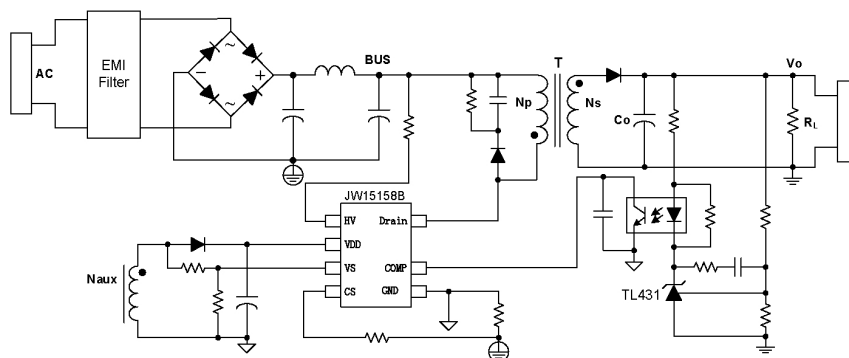 AC
EMI
Filter
~
−
+
~
BUS
T
Np
Ns
Co
Vo
RL
JW15158B
HV
Drain
VDD
VS
COMP
CS
GND
Naux
TL431